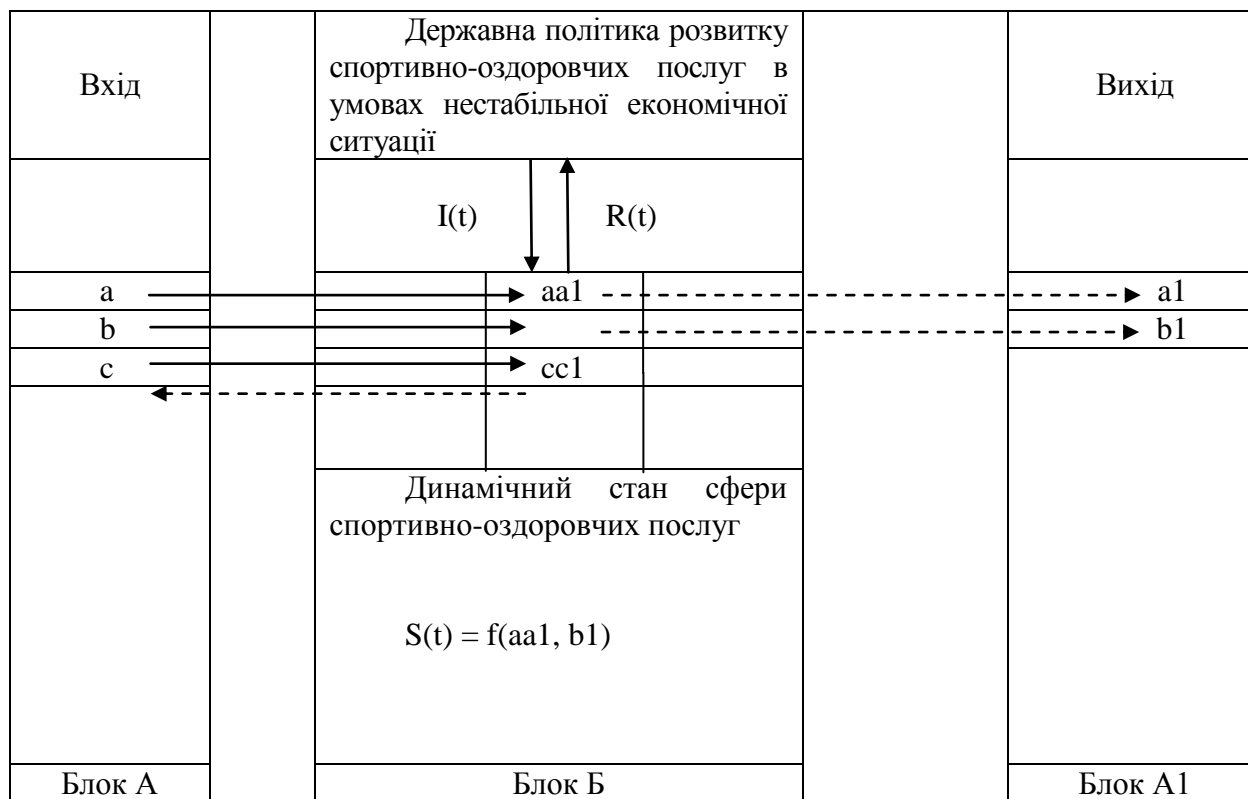 Вхід
Державна політика розвитку
спортивно-оздоровчих послуг в
умовах нестабільної економічної
ситуації
Вихід
I(t) R(t)
a aa1 a1
b b1
c cc1
Динамічний стан сфери
спортивно-оздоровчих послуг
S(t) = f(aa1, b1)
Блок А Блок Б Блок А1